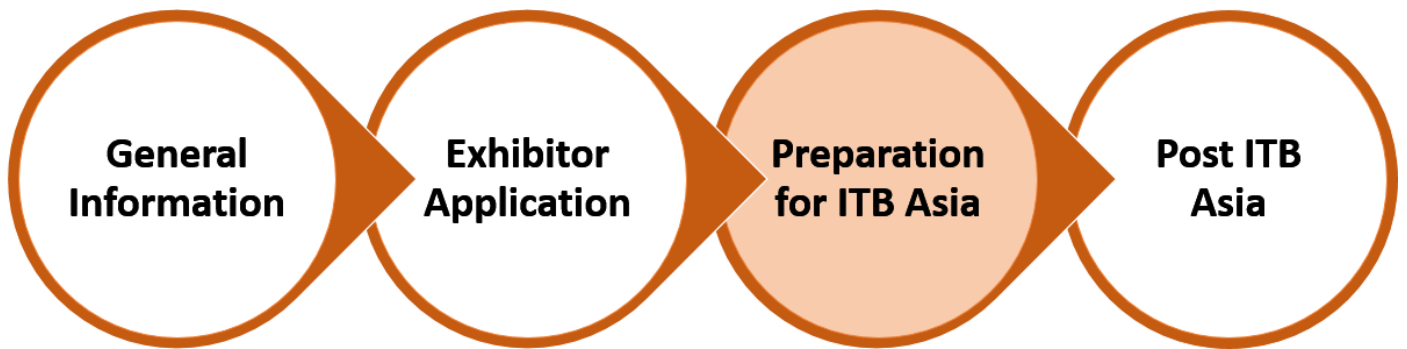 General
Information
Exhibitor
Application
Preparation
for ITB Asia
Post ITB
Asia